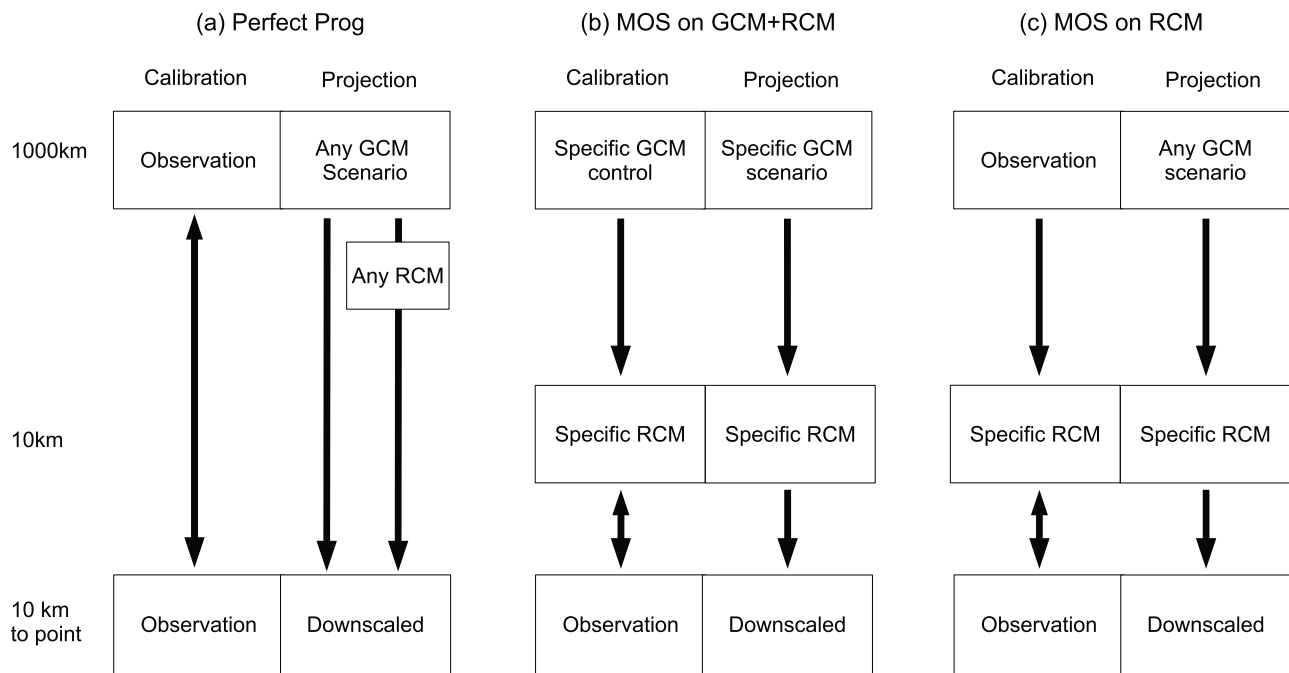 (a) Perfect Prog
(b) MOS on GCM+RCM
(c) MOS on RCM
Calibration
Projection
Calibration
Projection
Calibration
Projection
1000km
Observation
Any GCM
Scenario
Specific GCM
control
Specific GCM
scenario
Observation
Any GCM
scenario
Any RCM
10km
Specific RCM
Specific RCM
Specific RCM
Specific RCM
10 km
to point
Observation
Downscaled
Observation
Downscaled
Observation
Downscaled